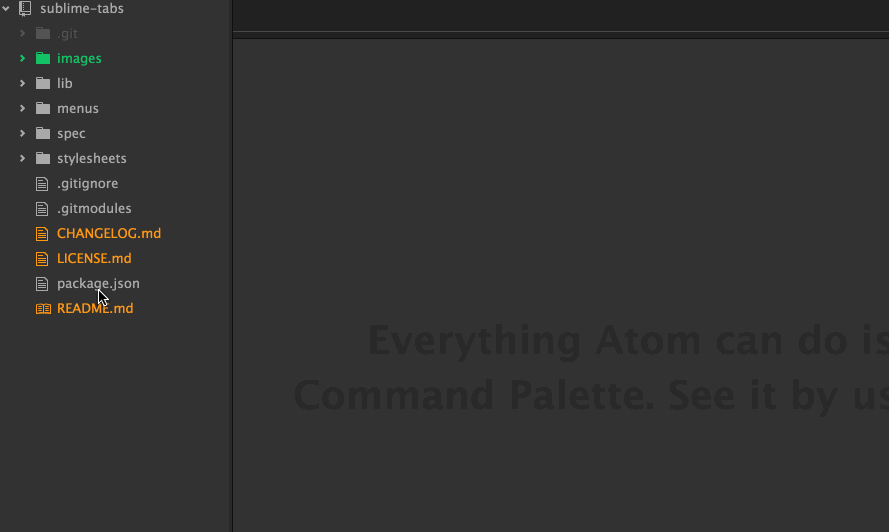 sublime-tabs
.git
images
lib
menus
spec
stylesheets
.gitignore
.gitmodules
CHANGELOG.md
LICENSE.md
package.json
README.md
Everything Atom can do is
Command Palette. See it by us